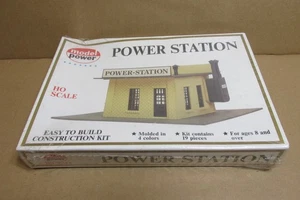 model
power
POWER STATION
POWER-STATION
HO
SCALE
EASY TO BUILD
CONSTRUCTION KIT
* Molded in
4 colors
* Kit contains
19 pieces
* For ages 8 and
over
POWER-STATION